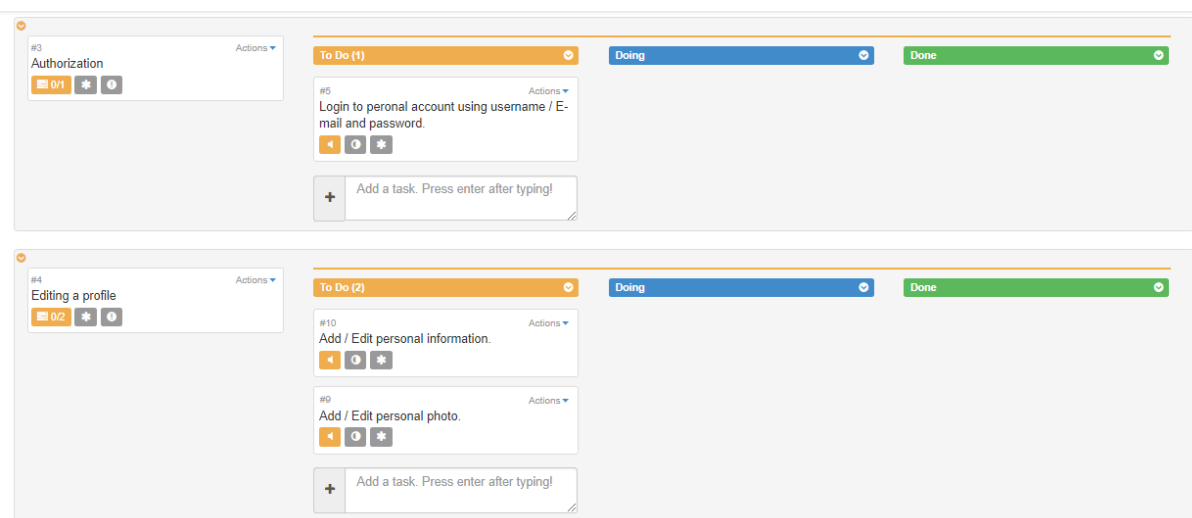 #3 Actions
Authorization
0/1
To Do (1)
Doing
Done
#5 Actions
Login to peronal account using username / E-
mail and password.
Add a task. Press enter after typing!
#4 Actions
Editing a profile
0/2
To Do (2)
Doing
Done
#10 Actions
Add / Edit personal information.
#9 Actions
Add / Edit personal photo.
Add a task. Press enter after typing!